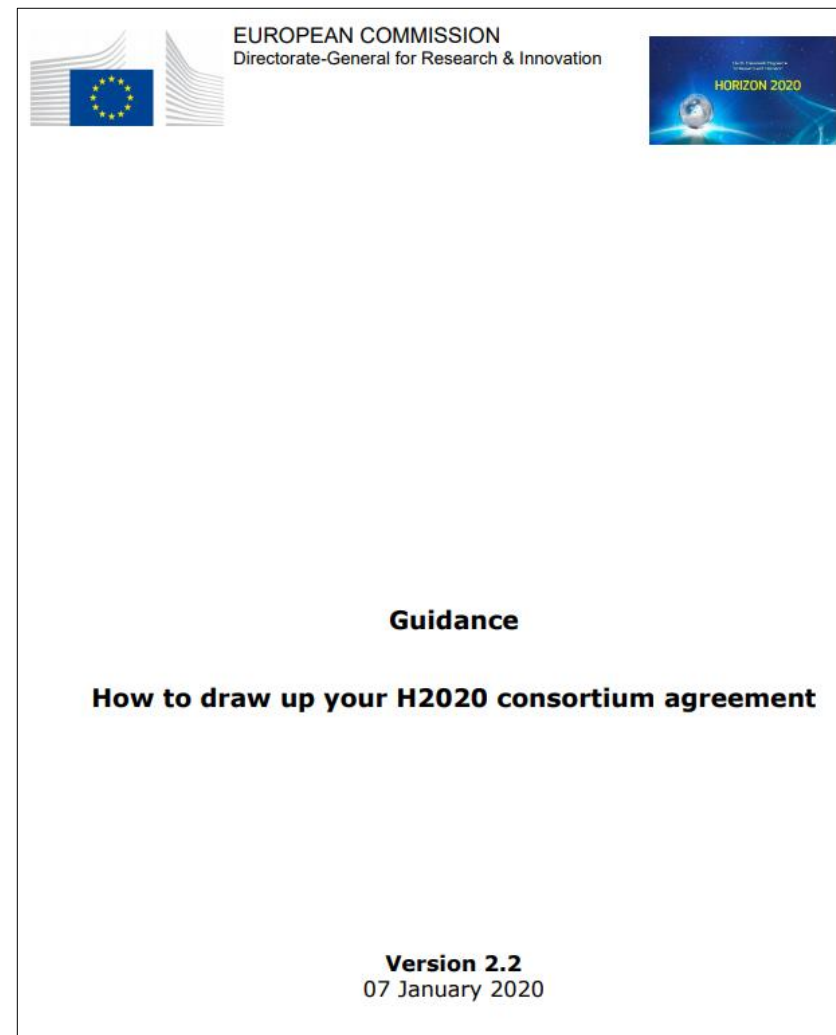 EUROPEAN COMMISSION
Directorate-General for Research & Innovation
HORIZON 2020
Guidance
How to draw up your H2020 consortium agreement
Version 2.2
07 January 2020